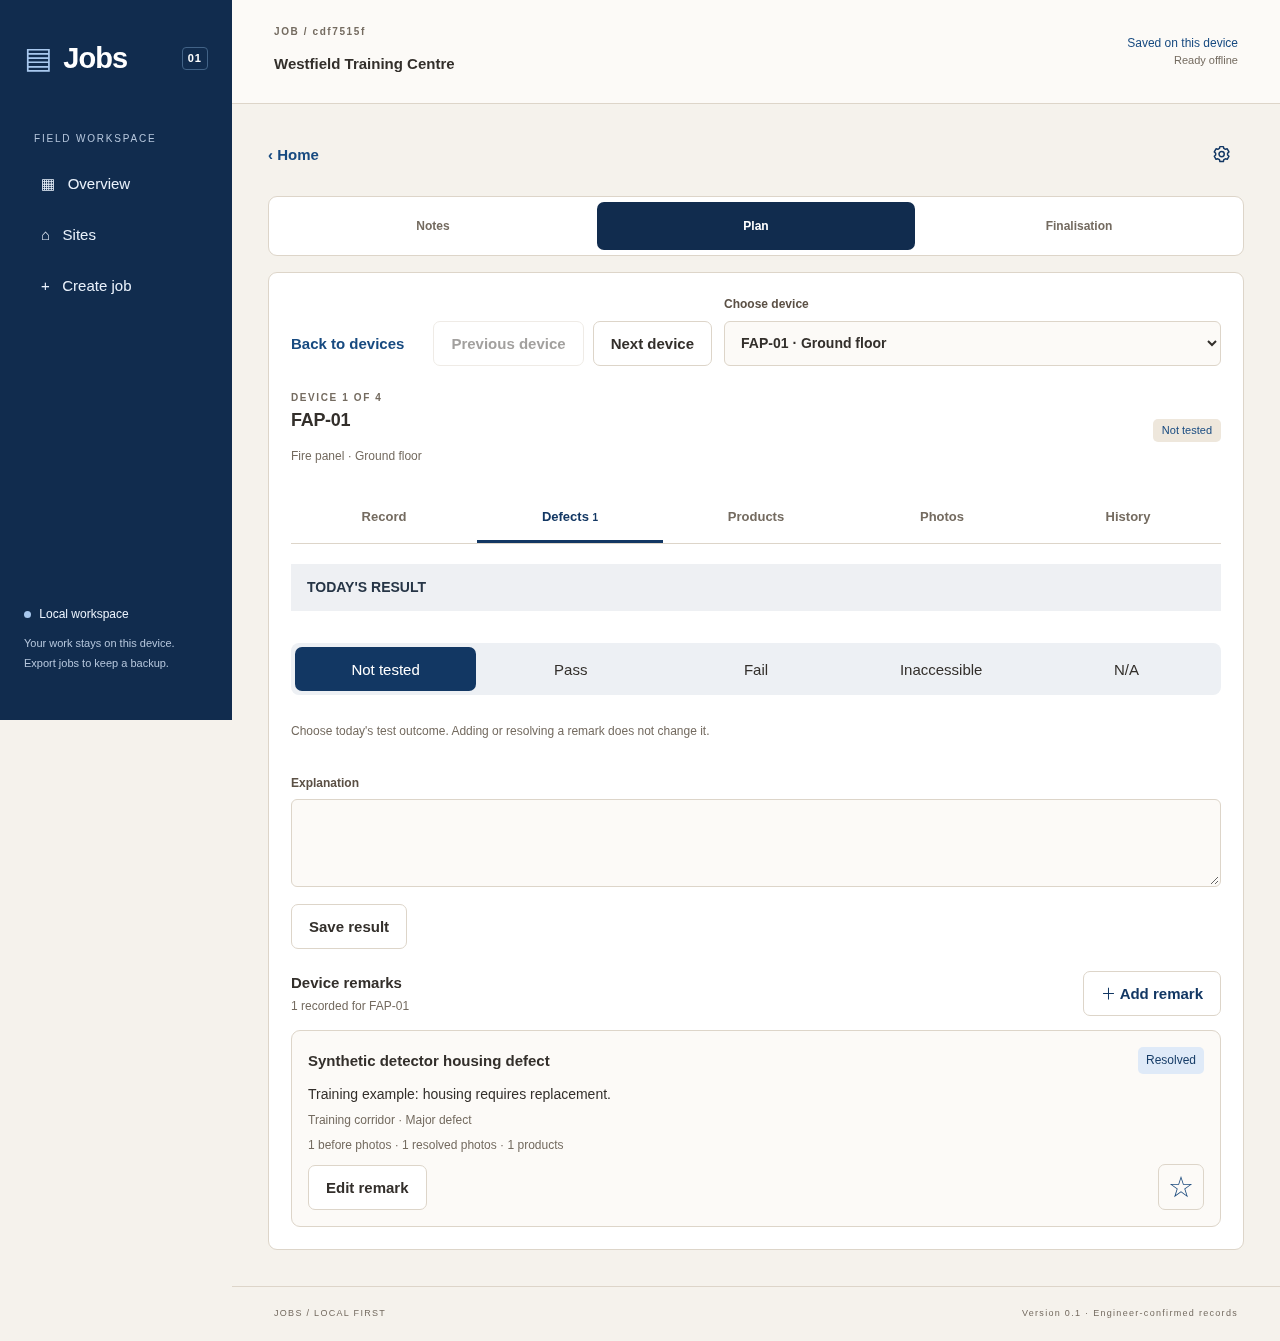 Jobs
01
FIELD WORKSPACE
Overview
Sites
+ Create job
Local workspace
Your work stays on this device.
Export jobs to keep a backup.
JOB / cdf7515f
Westfield Training Centre
Saved on this device
Ready offline
‹ Home
Notes
Plan
Finalisation
Choose device
Back to devices
Previous device
Next device
FAP-01 · Ground floor
DEVICE 1 OF 4
FAP-01
Not tested
Fire panel · Ground floor
Record
Defects 1
Products
Photos
History
TODAY'S RESULT
Not tested
Pass
Fail
Inaccessible
N/A
Choose today's test outcome. Adding or resolving a remark does not change it.
Explanation
Save result
Device remarks
1 recorded for FAP-01
+ Add remark
Synthetic detector housing defect
Resolved
Training example: housing requires replacement.
Training corridor · Major defect
1 before photos · 1 resolved photos · 1 products
Edit remark
JOBS / LOCAL FIRST
Version 0.1 · Engineer-confirmed records